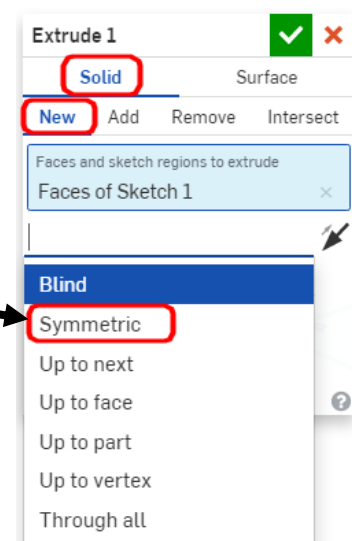 Extrude 1
Solid Surface
New Add Remove Intersect
Faces and sketch regions to extrude
Faces of Sketch 1
Blind
Symmetric
Up to next
Up to face
Up to part
Up to vertex
Through all